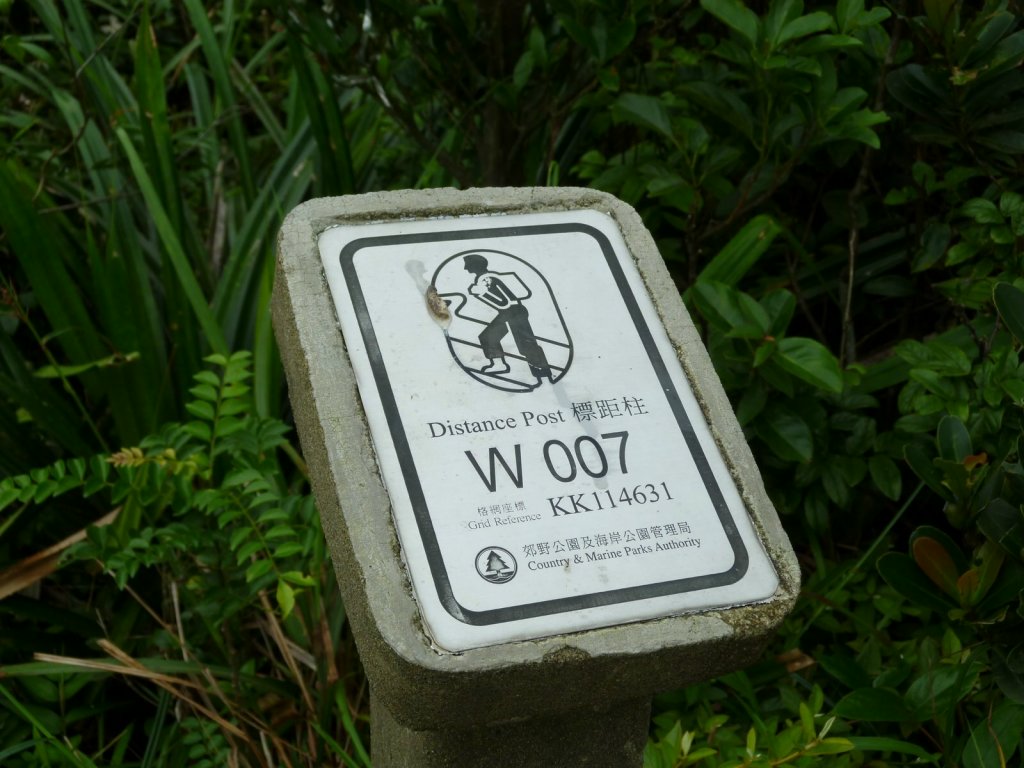 Distance Post 標距柱
W 007
格網座標
Grid Reference KK114631
郊野公園及海岸公園管理局
Country & Marine Parks Authority